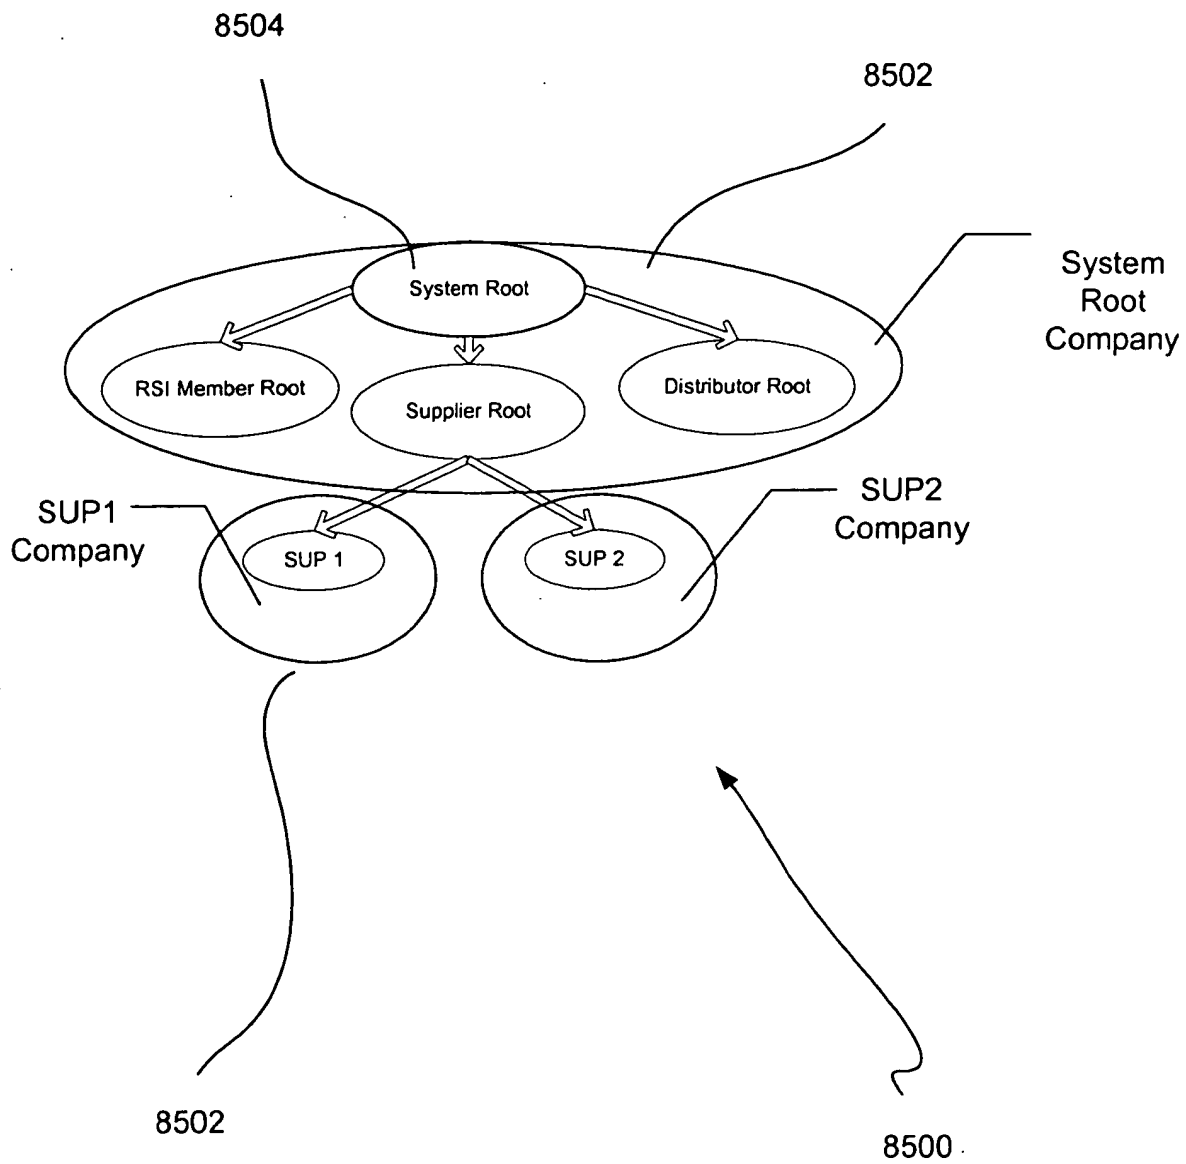 8504
8502
System Root
System
Root
Company
RSI Member Root
Supplier Root
Distributor Root
SUP1
Company
SUP2
Company
SUP 1
SUP 2
8502
8500